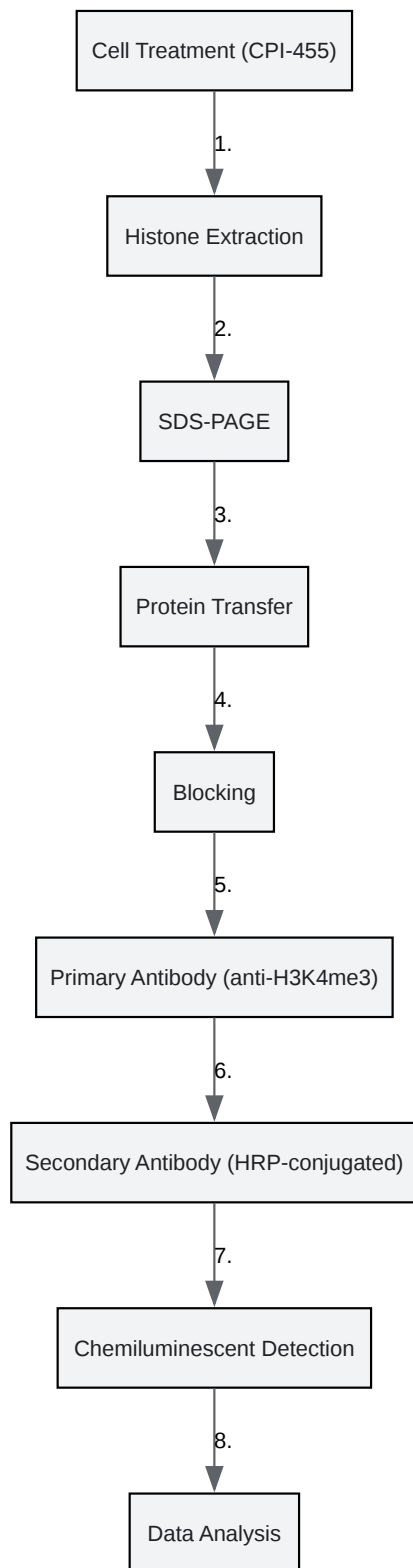 Cell Treatment (CPI-455)
1.
Histone Extraction
2.
SDS-PAGE
3.
Protein Transfer
4.
Blocking
5.
Primary Antibody (anti-H3K4me3)
6.
Secondary Antibody (HRP-conjugated)
7.
Chemiluminescent Detection
8.
Data Analysis